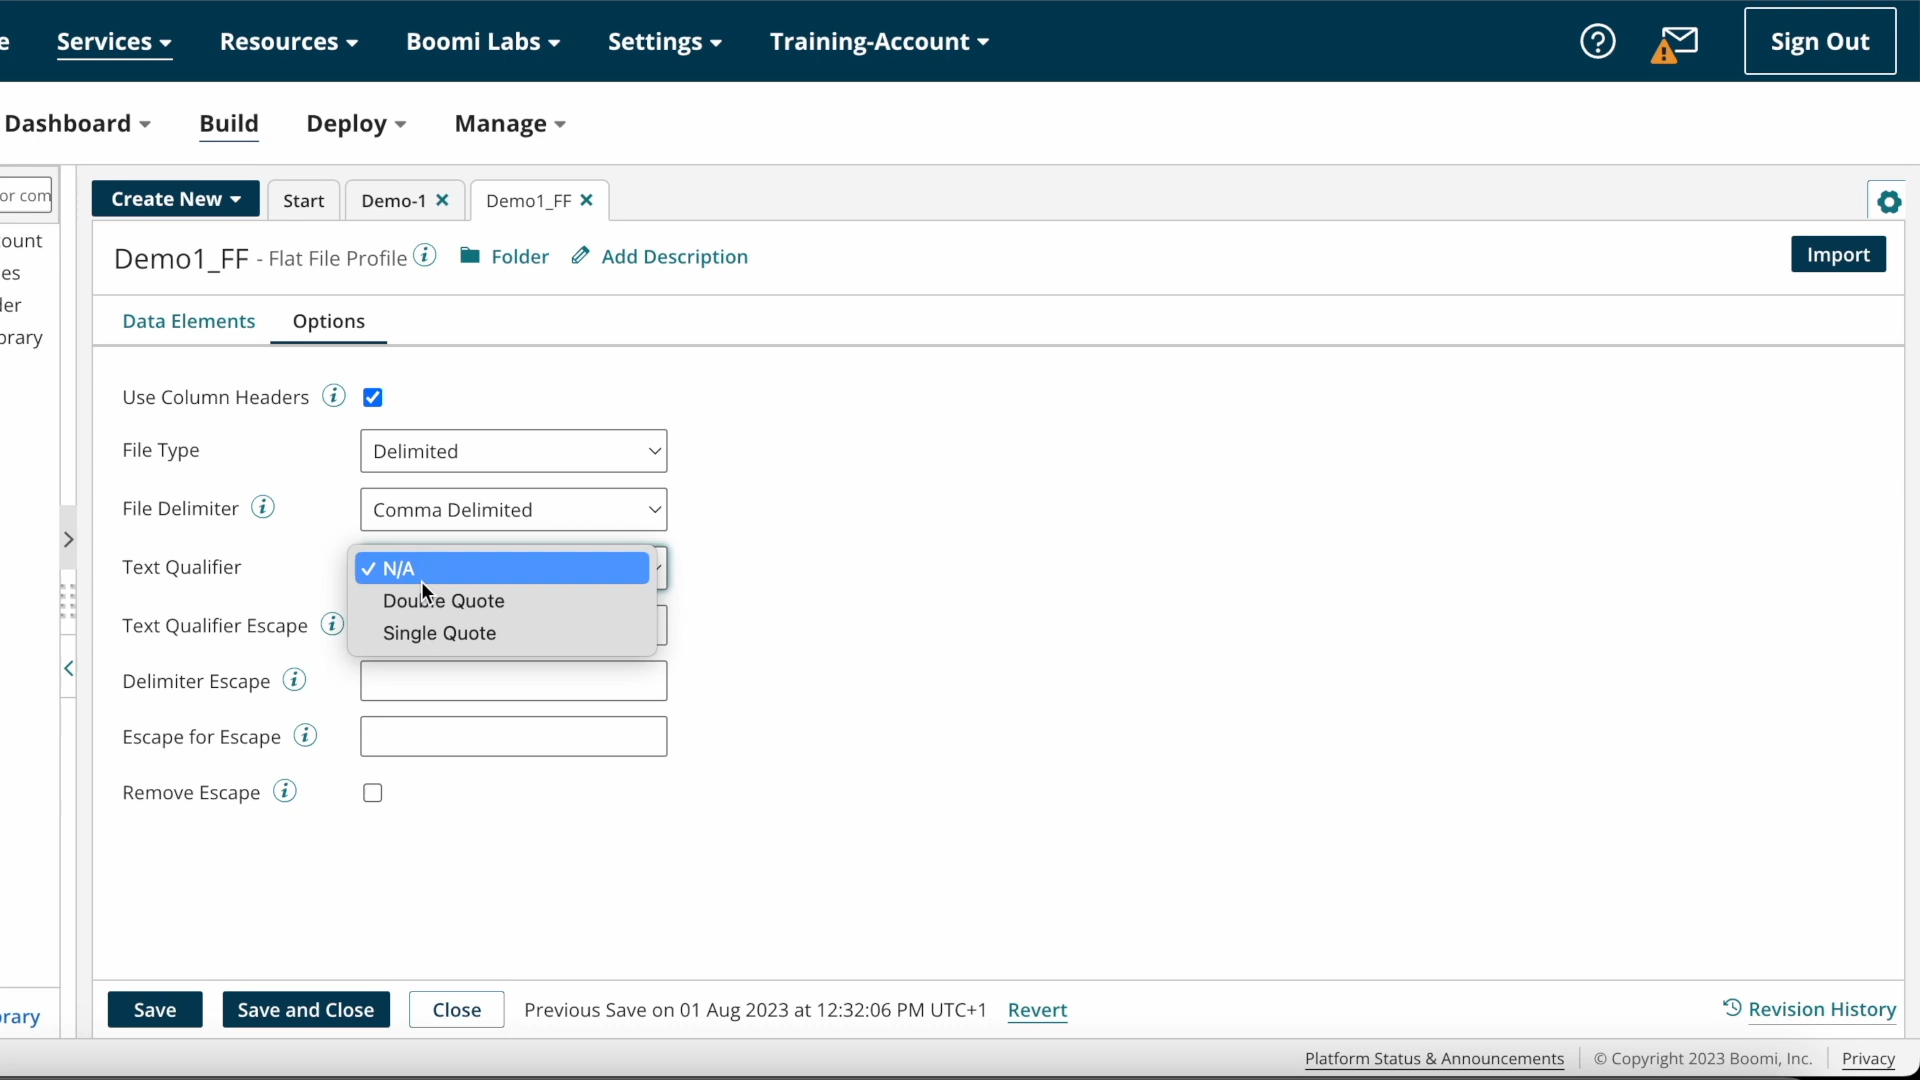 e Services Resources Boomi Labs Settings Training-Account Sign Out
Dashboard Build Deploy Manage
or com
ount
es
der
brary
rary
Create New Start Demo-1 Demo1_FF
Demo1_FF - Flat File Profile Folder Add Description Import
Data Elements Options
Use Column Headers
File Type Delimited
File Delimiter Comma Delimited
Text Qualifier ✓ N/A
Double Quote
Text Qualifier Escape Single Quote
Delimiter Escape
Escape for Escape
Remove Escape
Save Save and Close Close Previous Save on 01 Aug 2023 at 12:32:06 PM UTC+1 Revert Revision History
Platform Status & Announcements © Copyright 2023 Boomi, Inc. Privacy